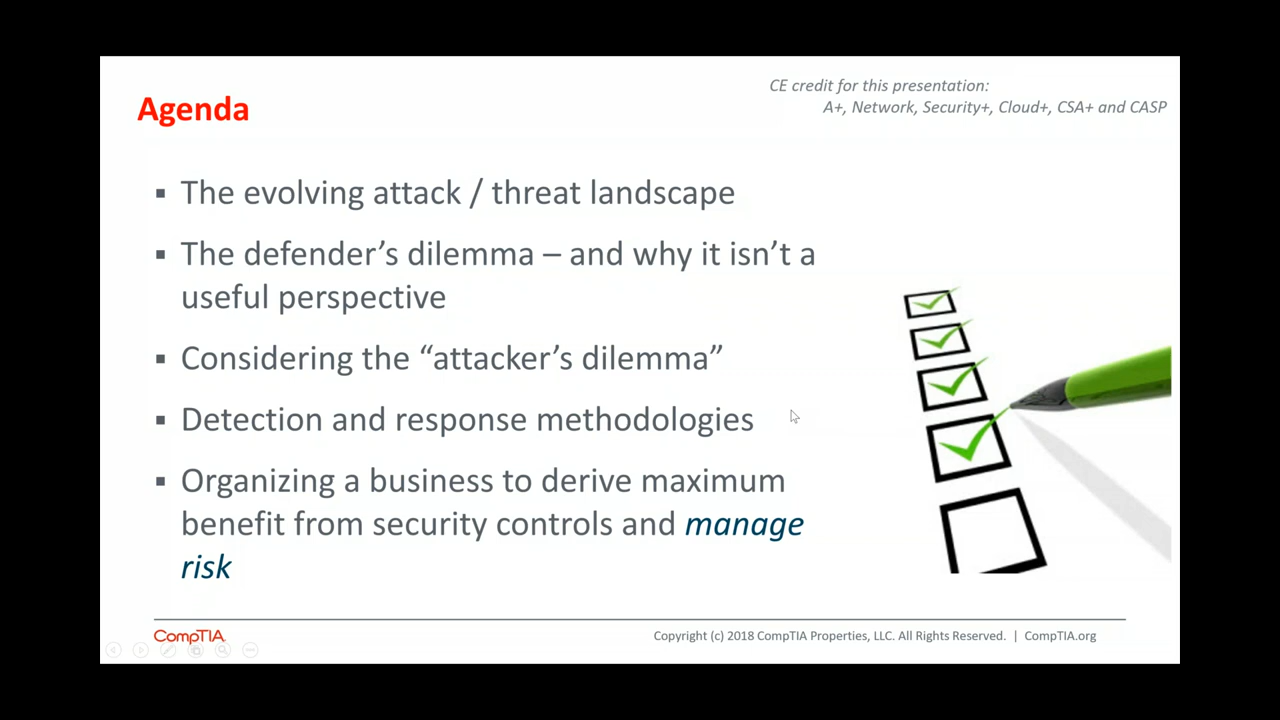 Agenda
CE credit for this presentation:
A+, Network, Security+, Cloud+, CSA+ and CASP
▪ The evolving attack / threat landscape
▪ The defender’s dilemma – and why it isn’t a
useful perspective
▪ Considering the “attacker’s dilemma”
▪ Detection and response methodologies
▪ Organizing a business to derive maximum
benefit from security controls and manage
risk
CompTIA.
Copyright (c) 2018 CompTIA Properties, LLC. All Rights Reserved. | CompTIA.org